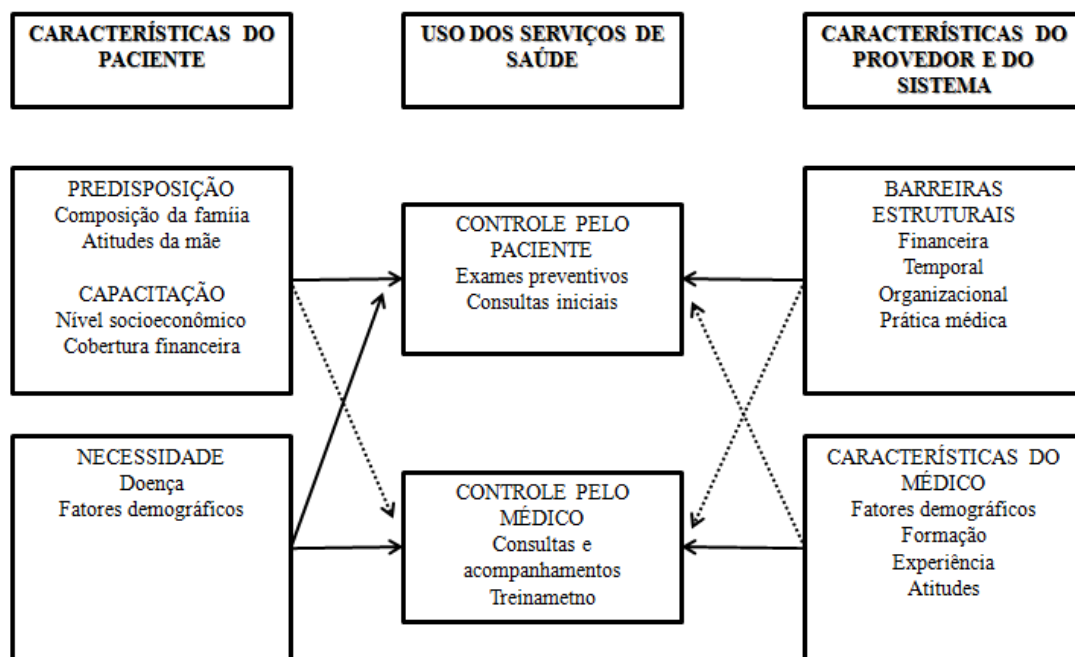 CARACTERÍSTICAS DO
PACIENTE
USO DOS SERVIÇOS DE
SAÚDE
CARACTERÍSTICAS DO
PROVEDOR E DO
SISTEMA
PREDISPOSIÇÃO
Composição da famíia
Atitudes da mãe
CAPACITAÇÃO
Nível socioeconômico
Cobertura financeira
CONTROLE PELO
PACIENTE
Exames preventivos
Consultas iniciais
BARREIRAS
ESTRUTURAIS
Financeira
Temporal
Organizacional
Prática médica
NECESSIDADE
Doença
Fatores demográficos
CONTROLE PELO
MÉDICO
Consultas e
acompanhamentos
Treinametno
CARACTERÍSTICAS DO
MÉDICO
Fatores demográficos
Formação
Experiência
Atitudes